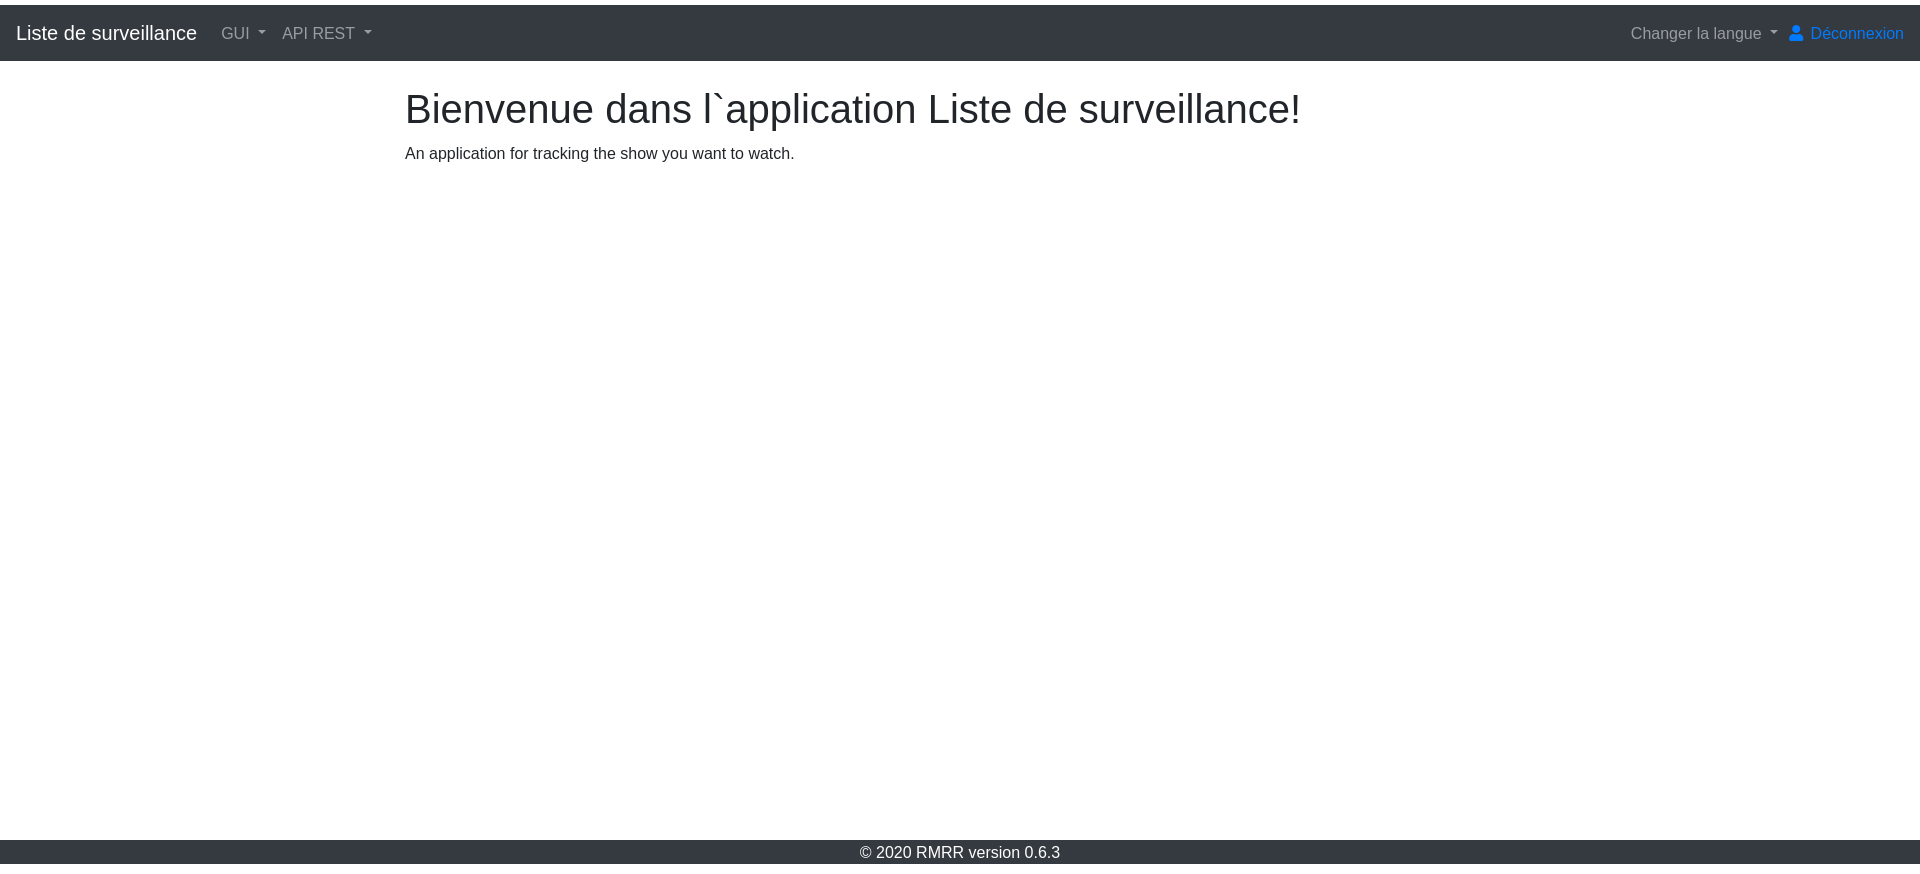 Liste de surveillance GUI API REST Changer la langue Déconnexion
Bienvenue dans l`application Liste de surveillance!
An application for tracking the show you want to watch.
© 2020 RMRR version 0.6.3